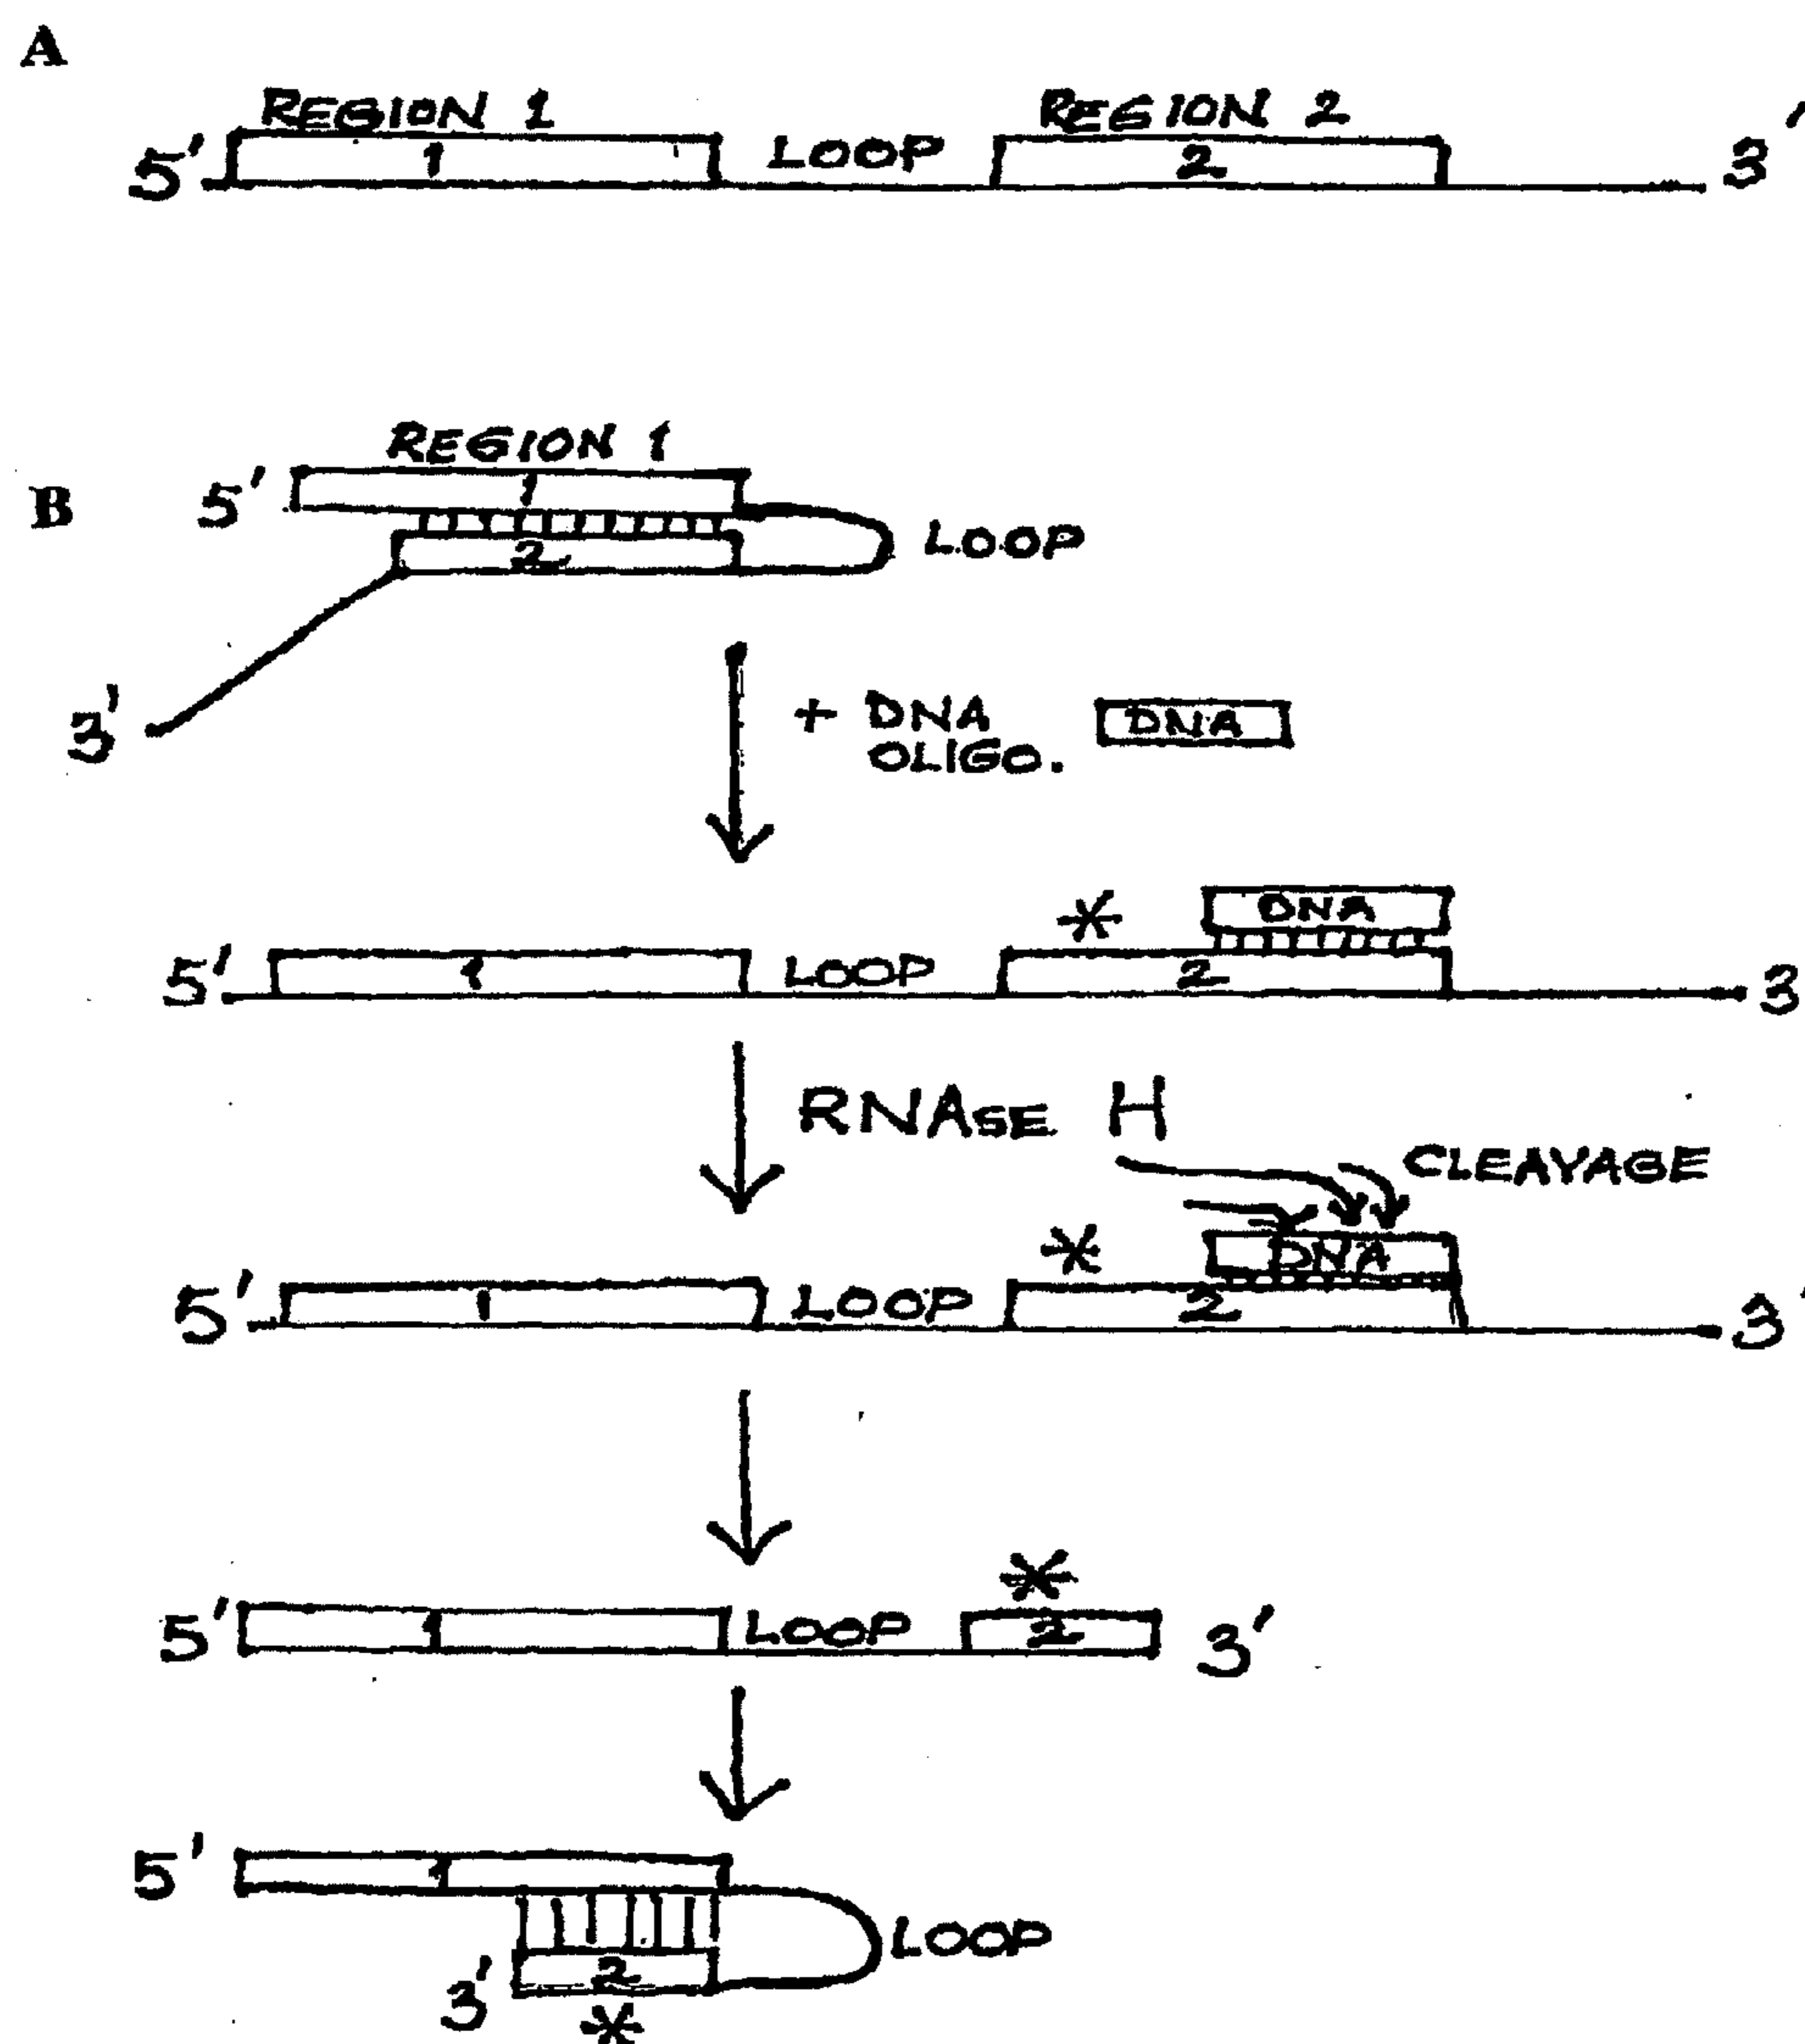 A
REGION 1 REGION 2
5' 1 LOOP 2 3'
REGION 1
B 5' 1 LOOP
2
3'
+ DNA OLIGO. DNA
* DNA
5' 1 LOOP 2 3
RNASE H
CLEAVAGE
* DNA
5' 1 LOOP 2 3'
*
5' 1 LOOP 2 3'
5' 1
LOOP
3' 2
*